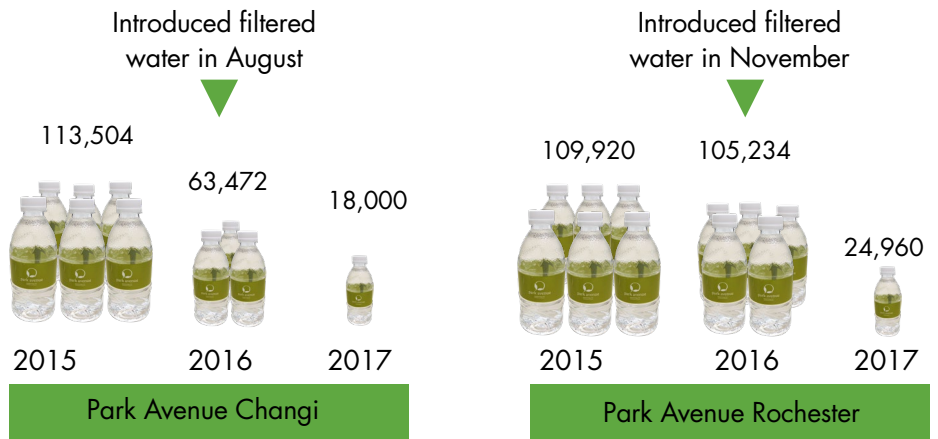 Introduced filtered
water in August
113,504
63,472
18,000
2015
2016
2017
Park Avenue Changi
Introduced filtered
water in November
109,920
105,234
24,960
2015
2016
2017
Park Avenue Rochester